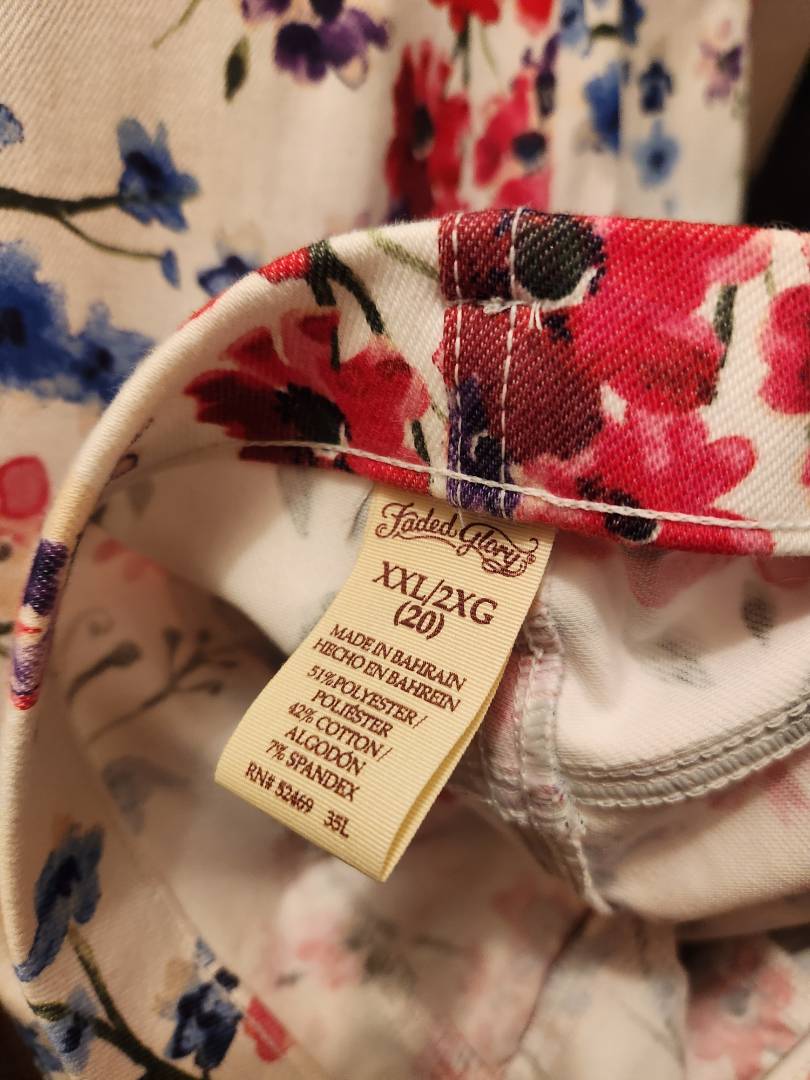 Faded Glory
XXL/2XG
(20)
MADE IN BAHRAIN
HECHO EN BAHREIN
51%POLYESTER/
POLIÉSTER
42% COTTON/
ALGODÓN
7% SPANDEX
RN# 52469 35L